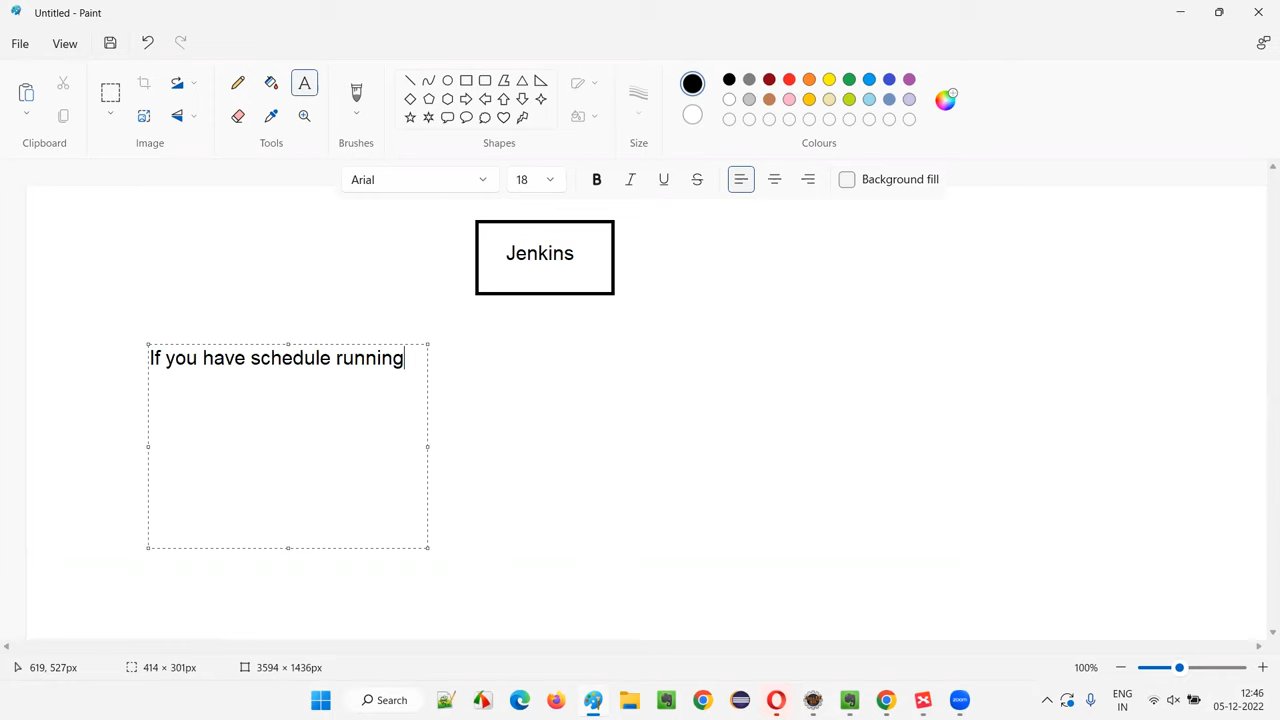 Untitled - Paint
File
View
Clipboard
Image
Tools
Brushes
Shapes
Size
Colours
Arial
18
B
I
U
Background fill
Jenkins
If you have schedule running
619, 527px
414 × 301px
3594 × 1436px
100%
Search
ENG
IN
12:46
05-12-2022